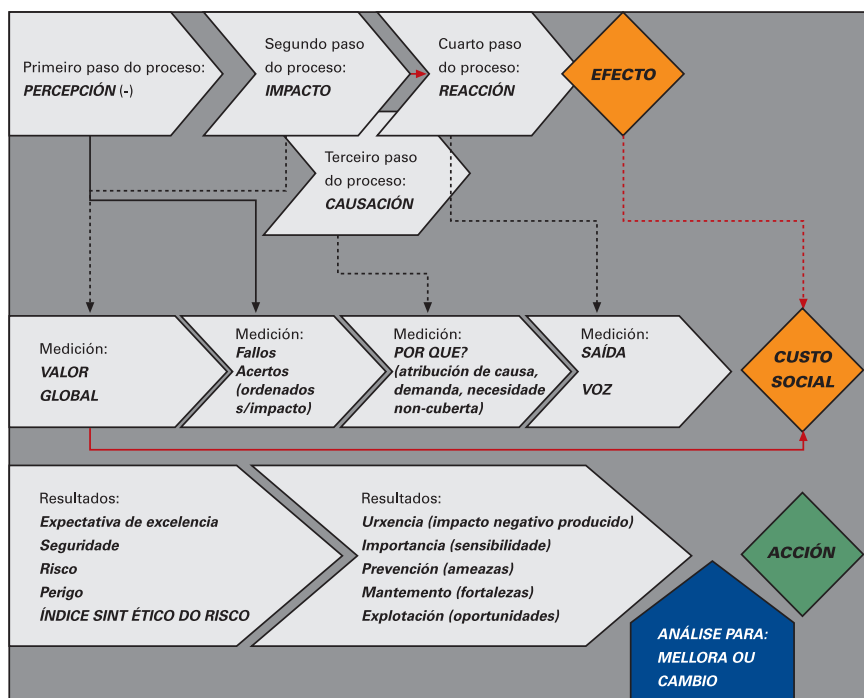 Primeiro paso do proceso:
PERCEPCIÓN (-)
Segundo paso
do proceso:
IMPACTO
Cuarto paso
do proceso:
REACCIÓN
EFECTO
Terceiro paso
do proceso:
CAUSACIÓN
Medición:
VALOR
GLOBAL
Medición:
Fallos
Acertos
(ordenados
s/impacto)
Medición:
POR QUE?
(atribución de causa,
demanda, necesidade
non-cuberta)
Medición:
SAÍDA
VOZ
CUSTO
SOCIAL
Resultados:
Expectativa de excelencia
Seguridade
Risco
Perigo
ÍNDICE SINT ÉTICO DO RISCO
Resultados:
Urxencia (impacto negativo producido)
Importancia (sensibilidade)
Prevención (ameazas)
Mantemento (fortalezas)
Explotación (oportunidades)
ACCIÓN
ANÁLISE PARA:
MELLORA OU
CAMBIO